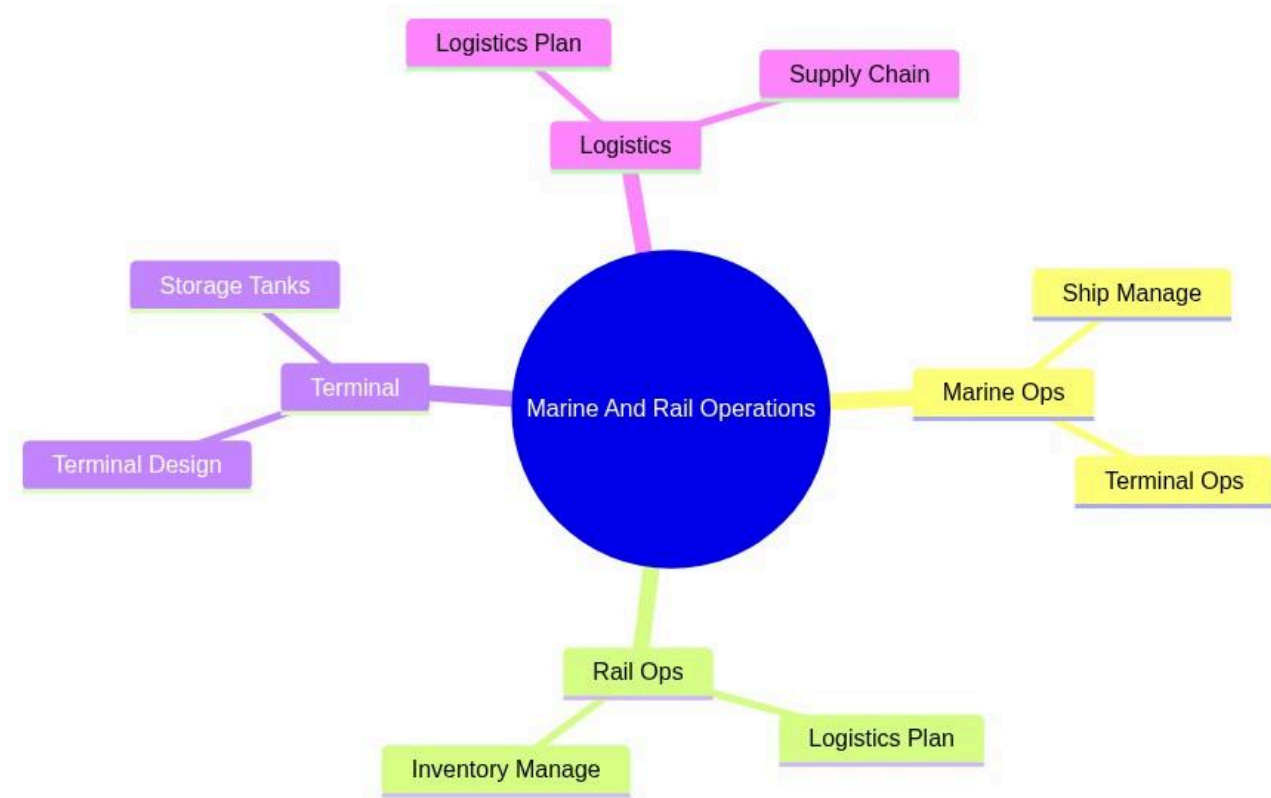 Logistics Plan
Supply Chain
Logistics
Storage Tanks
Ship Manage
Terminal
Marine Ops
Marine And Rail Operations
Terminal Design
Terminal Ops
Rail Ops
Logistics Plan
Inventory Manage